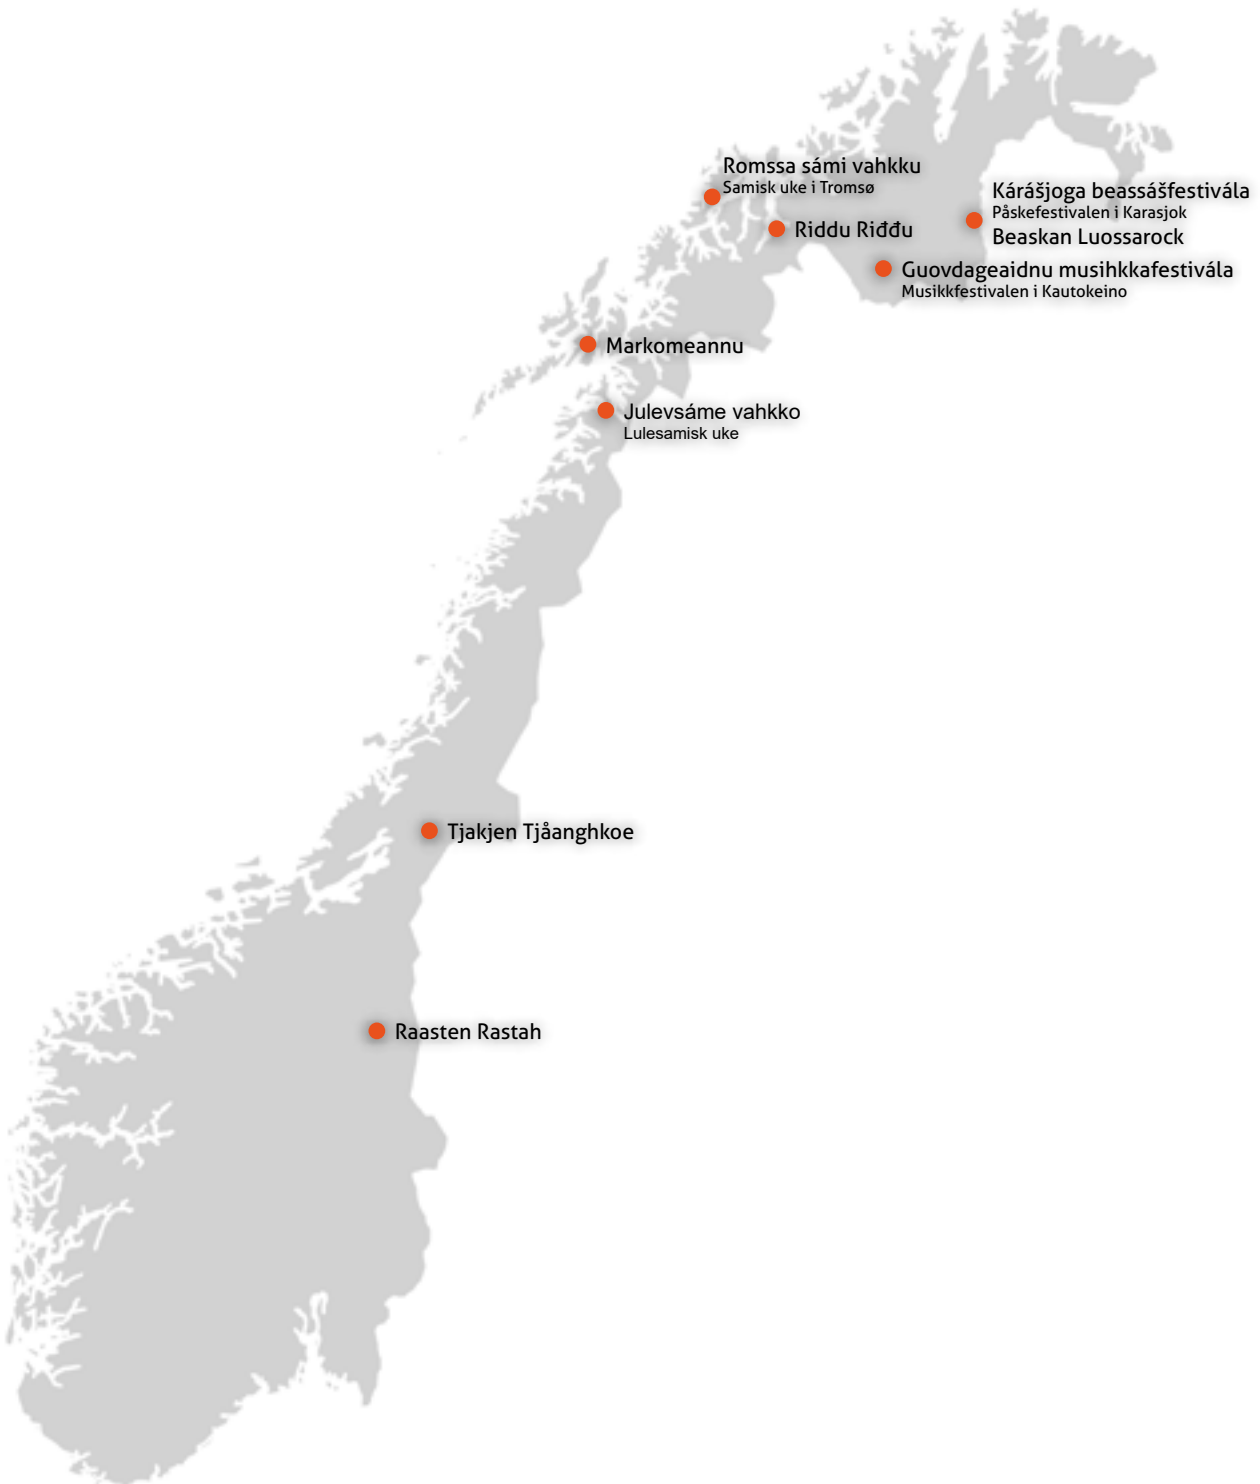 Romssa sámi vahkku
Samisk uke i Tromsø
Kárášjoga beassášfestivála
Påskefestivalen i Karasjok
Beaskan Luossarock
Riddu Riđđu
Guovdageaidnu musihkkafestivála
Musikkfestivalen i Kautokeino
Markomeannu
Julevsáme vahkko
Lulesamisk uke
Tjakjen Tjåanghkoe
Raasten Rastah